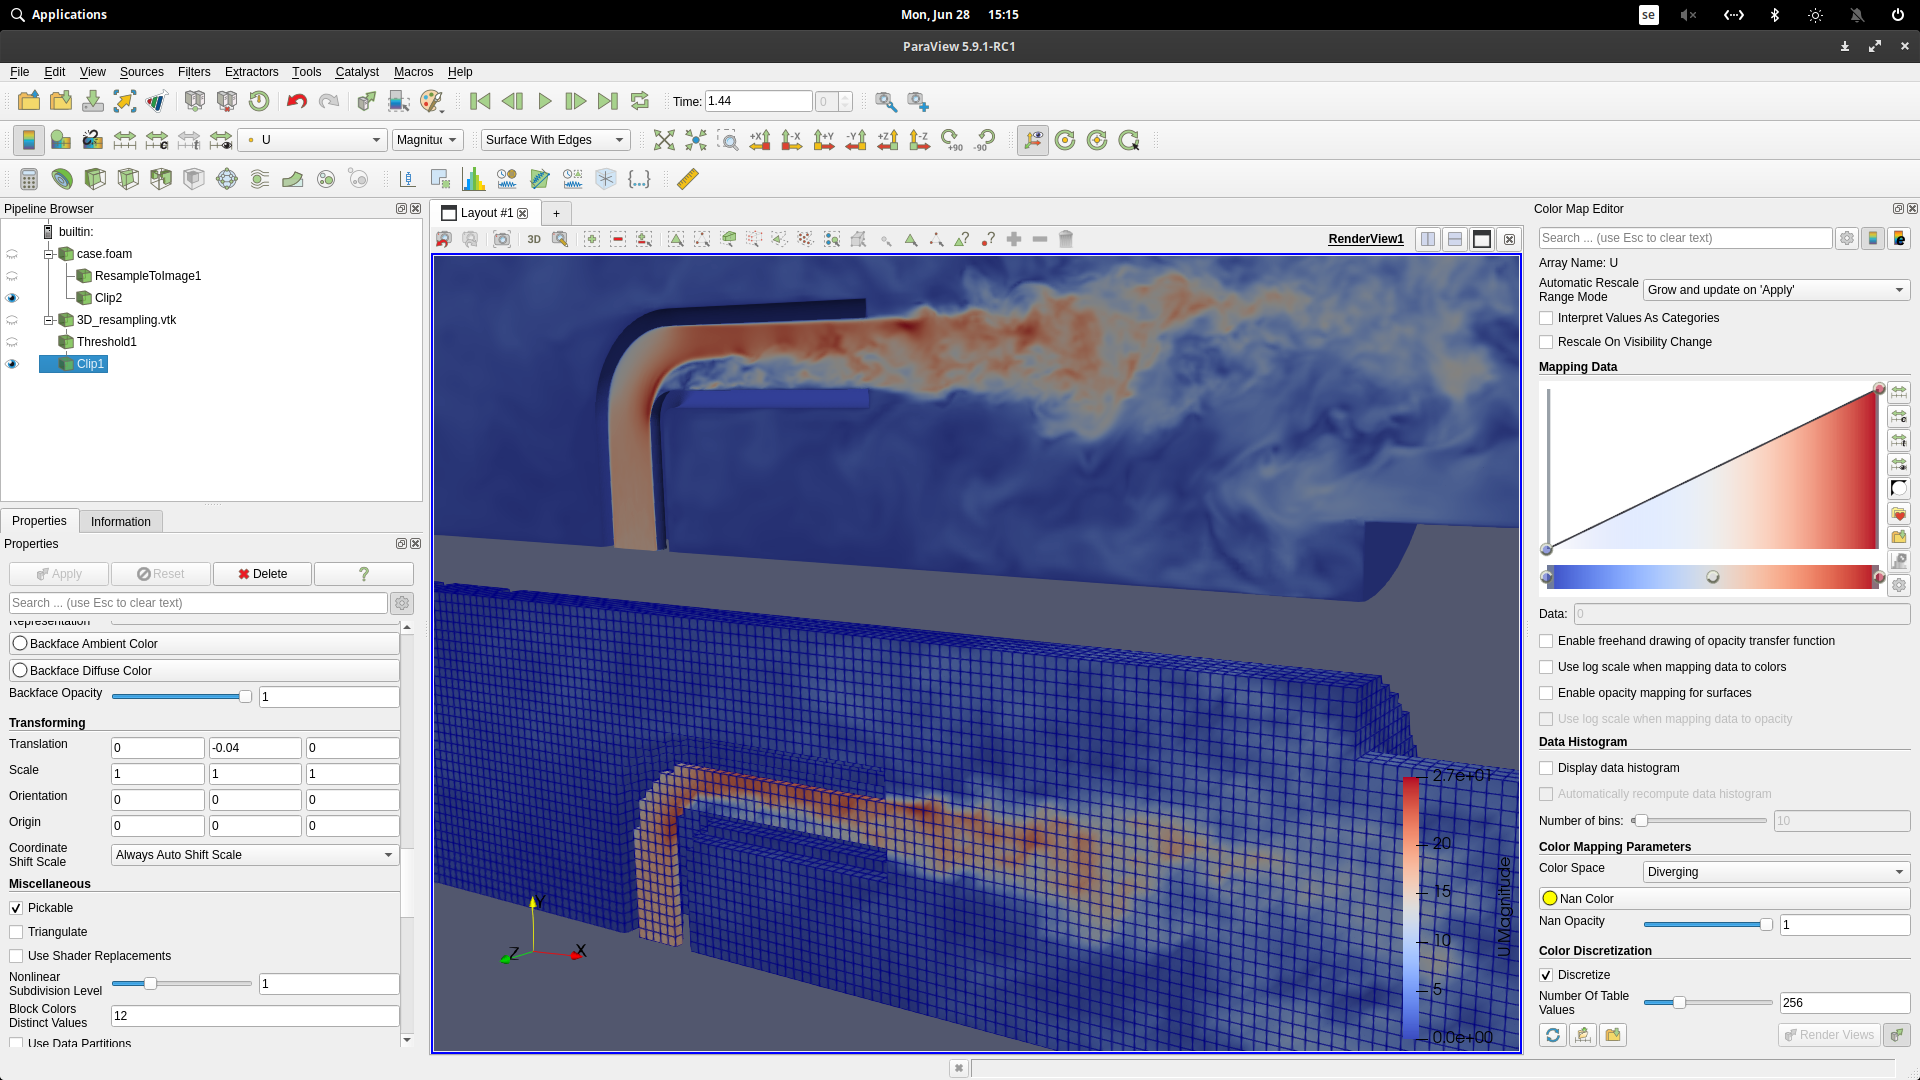 Applications
Mon, Jun 28 15:15
se
ParaView 5.9.1-RC1
File Edit View Sources Filters Extractors Tools Catalyst Macros Help
Time: 1.44 0
U Magnituc Surface With Edges +X -X +Y -Y +Z -Z +90 -90
Pipeline Browser
builtin:
case.foam
ResampleToImage1
Clip2
3D_resampling.vtk
Threshold1
Clip1
Properties Information
Properties
Apply Reset Delete ?
Search ... (use Esc to clear text)
Representation
Backface Ambient Color
Backface Diffuse Color
Backface Opacity 1
Transforming
Translation 0 -0.04 0
Scale 1 1 1
Orientation 0 0 0
Origin 0 0 0
Coordinate
Shift Scale Always Auto Shift Scale
Miscellaneous
Pickable
Triangulate
Use Shader Replacements
Nonlinear
Subdivision Level 1
Block Colors
Distinct Values 12
Use Data Partitions
Layout #1 +
3D RenderView1
2.7e+01
20
15
10
5
0.0e+00
U Magnitude
Y
Z X
Color Map Editor
Search ... (use Esc to clear text)
Array Name: U
Automatic Rescale
Range Mode Grow and update on 'Apply'
Interpret Values As Categories
Rescale On Visibility Change
Mapping Data
Data: 0
Enable freehand drawing of opacity transfer function
Use log scale when mapping data to colors
Enable opacity mapping for surfaces
Use log scale when mapping data to opacity
Data Histogram
Display data histogram
Automatically recompute data histogram
Number of bins: 10
Color Mapping Parameters
Color Space Diverging
Nan Color
Nan Opacity 1
Color Discretization
Discretize
Number Of Table
Values 256
Render Views